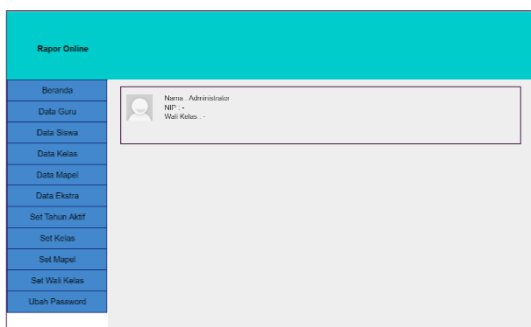 Rapor Online
Beranda
Data Guru
Data Siswa
Data Kelas
Data Mapel
Data Ekstra
Set Tahun Aktif
Set Kelas
Set Mapel
Set Wali Kelas
Ubah Password
Nama : Administrator
NIP : -
Wali Kelas : -